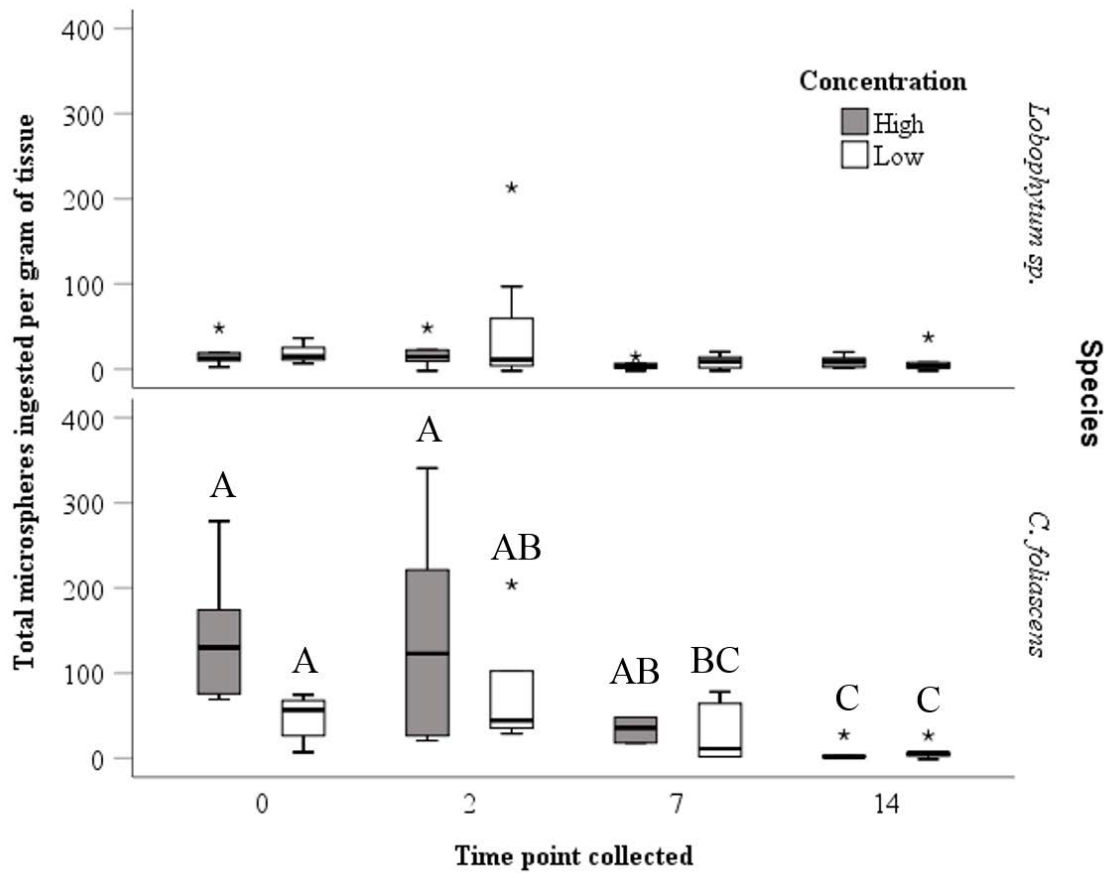 Total microspheres ingested per gram of tissue
400
300
200
100
0
Concentration
High
Low
Lobophytum sp.
Species
400
300
200
100
0
A
A
A
AB
AB
BC
C
C
C. foliascens
0
2
7
14
Time point collected